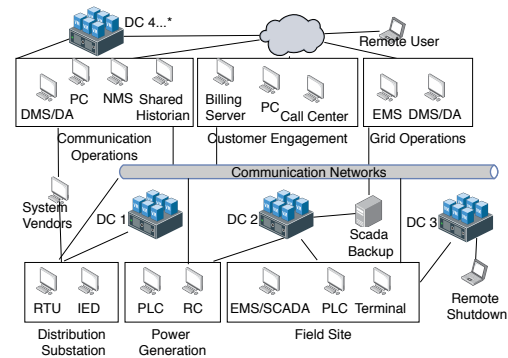 DC 4...*
Remote User
DMS/DA
PC
NMS
Shared
Historian
Billing
Server
PC
Call Center
EMS
DMS/DA
Communication
Operations
Customer Engagement
Grid Operations
Communication Networks
System
Vendors
DC 1
DC 2
Scada
Backup
DC 3
RTU
IED
PLC
RC
EMS/SCADA
PLC
Terminal
Remote
Shutdown
Distribution
Substation
Power
Generation
Field Site